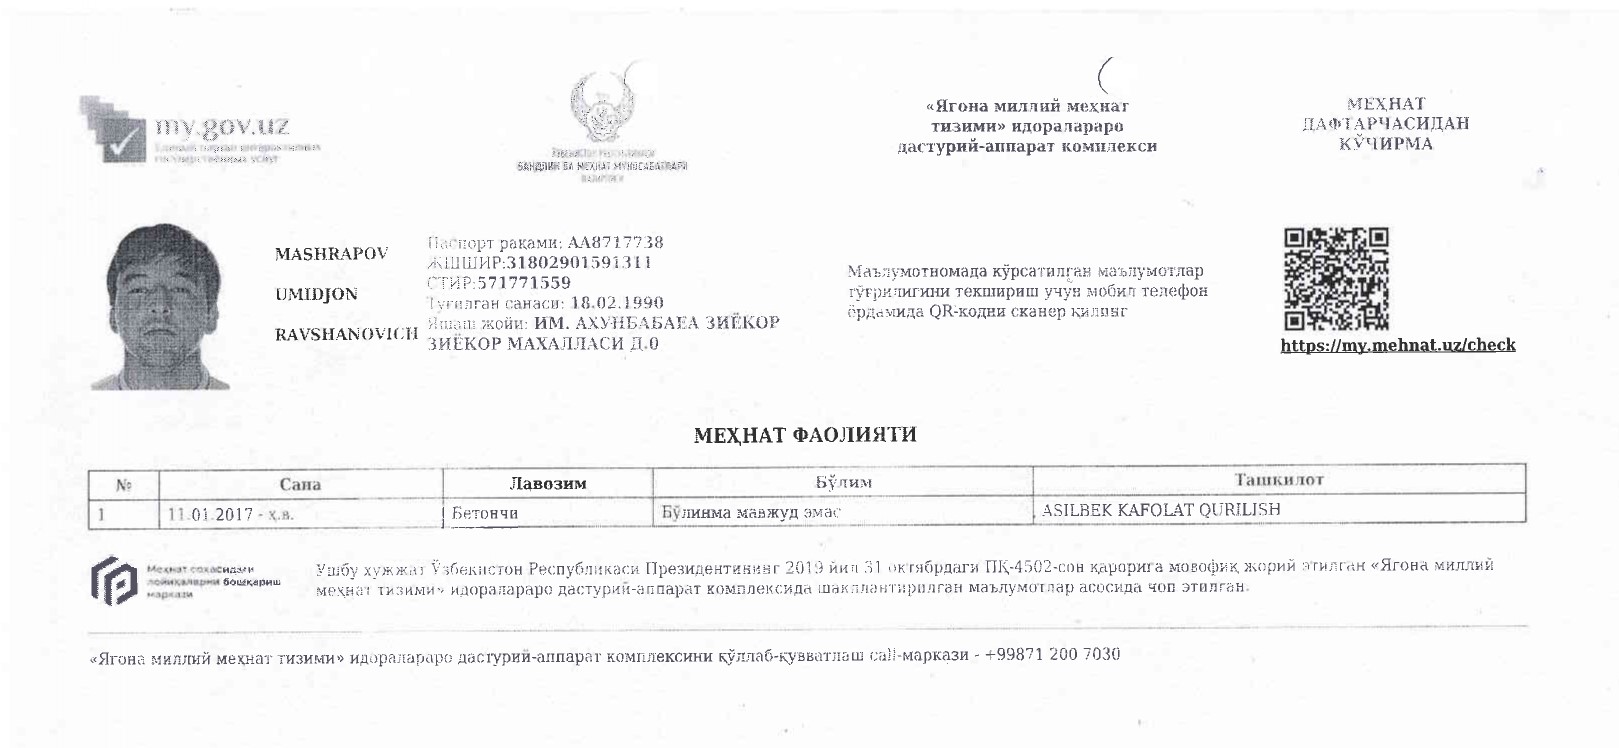 my.gov.uz
Единый портал интерактивных
государственных услуг
ЎЗБЕКИСТОН РЕСПУБЛИКАСИ
БАНДЛИК ВА МЕҲНАТ МУНОСАБАТЛАРИ
ВАЗИРЛИГИ
«Ягона миллий меҳнат
тизими» идоралараро
дастурий-аппарат комплекси
МЕҲНАТ
ДАФТАРЧАСИДАН
КЎЧИРМА
MASHRAPOV
UMIDJON
RAVSHANOVICH
Паспорт рақами: AA8717738
ЖШШИР:31802901591311
СТИР:571771559
Туғилган санаси: 18.02.1990
Яшаш жойи: ИМ. АХУНБАБАЕА ЗИЁКОР
ЗИЁКОР МАХАЛЛАСИ Д.0
Маълумотномада кўрсатилган маълумотлар
тўғрилигини текшириш учун мобил телефон
ёрдамида QR-кодни сканер қилинг
https://my.mehnat.uz/check
МЕҲНАТ ФАОЛИЯТИ
№ Сана Лавозим Бўлим Ташкилот
1 11.01.2017 - ҳ.в. Бетончи Бўлинма мавжуд эмас ASILBEK KAFOLAT QURILISH
Меҳнат соҳасидаги
лойиҳаларни бошқариш
маркази
Ушбу ҳужжат Ўзбекистон Республикаси Президентининг 2019 йил 31 октябрдаги ПҚ-4502-сон қарорига мовофиқ жорий этилган «Ягона миллий
меҳнат тизими» идоралараро дастурий-аппарат комплексида шакллантирилган маълумотлар асосида чоп этилган.
«Ягона миллий меҳнат тизими» идоралараро дастурий-аппарат комплексини қўллаб-қувватлаш call-маркази - +99871 200 7030